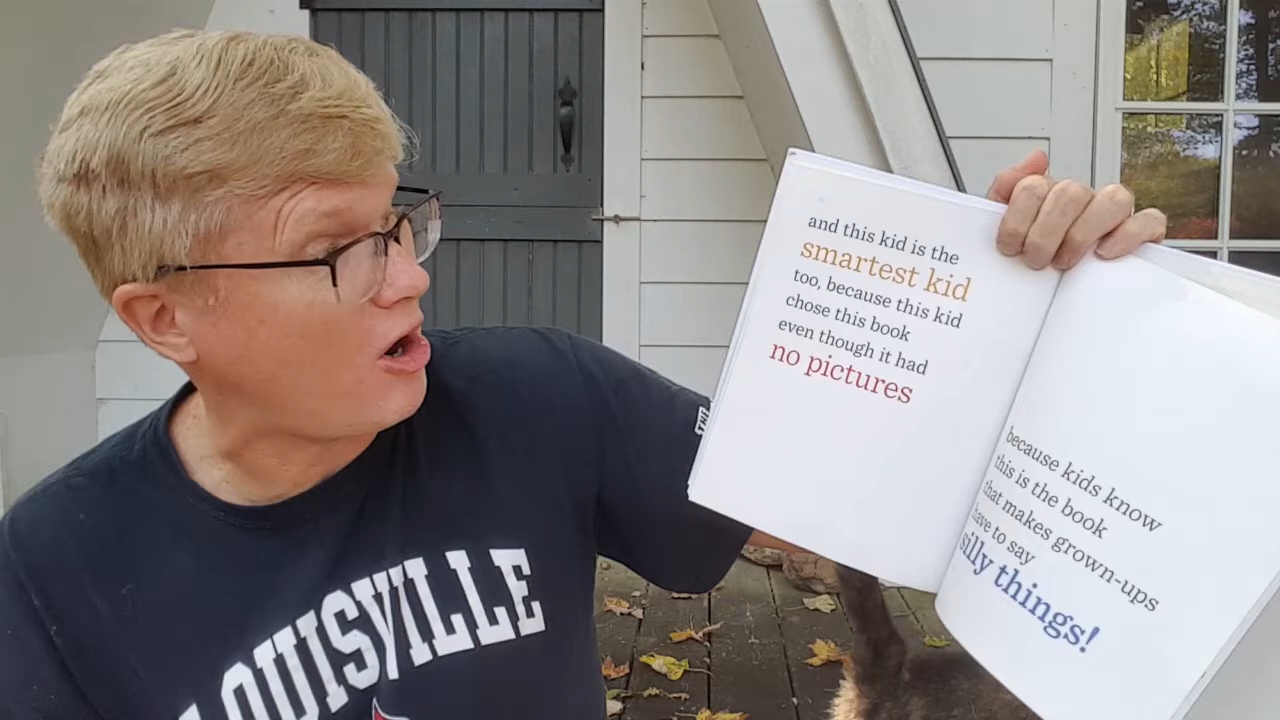 and this kid is the
smartest kid
too, because this kid
chose this book
even though it had
no pictures
because kids know
this is the book
that makes grown-ups
have to say
silly things!
THE
LOUISVILLE